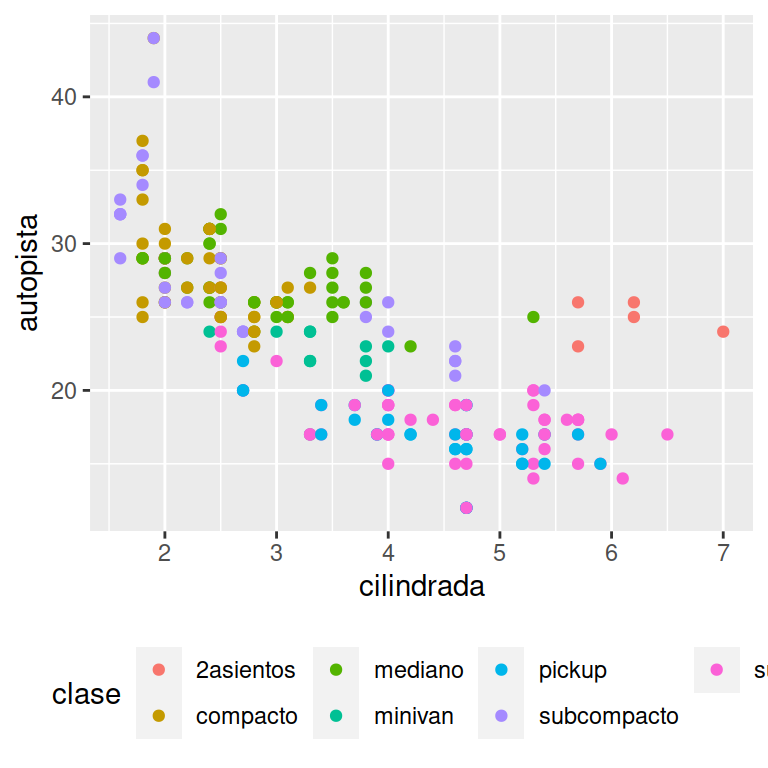 40
30
20
autopista
2 3 4 5 6 7
cilindrada
clase
2asientos mediano pickup
compacto minivan subcompacto